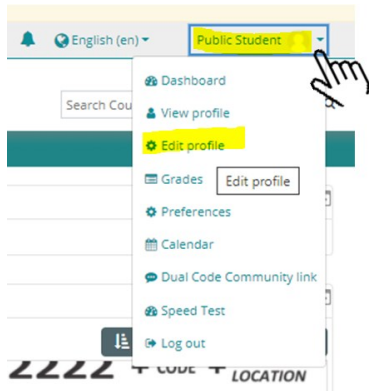 English (en)
Public Student
Dashboard
Search Cou
View profile
Edit profile
Grades
Edit profile
Preferences
Calendar
Dual Code Community link
Speed Test
Log out
2222 + CODE + LOCATION